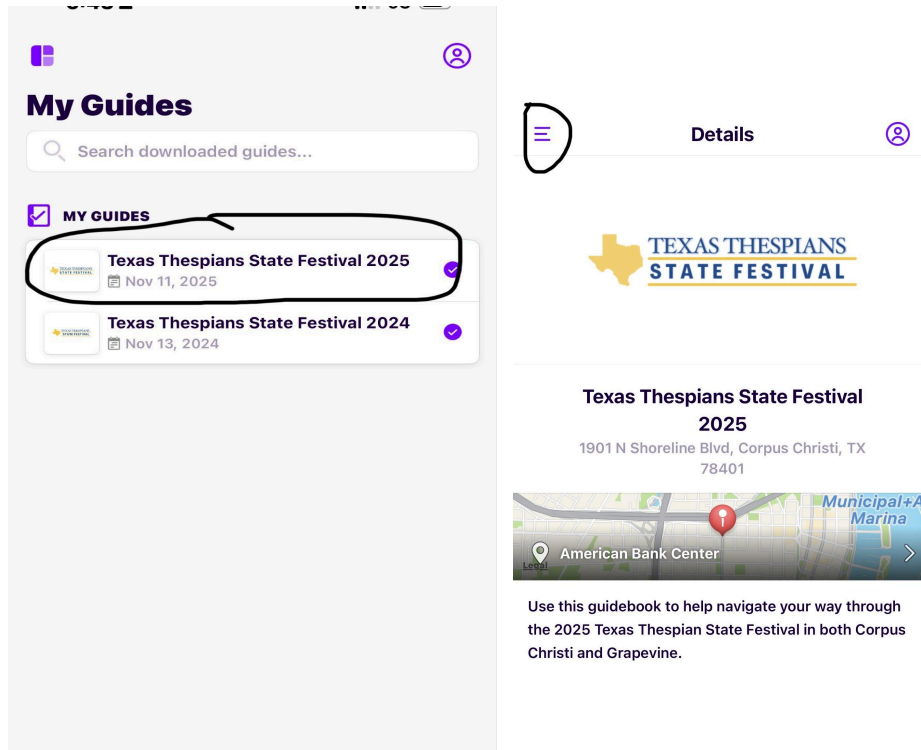 My Guides
Search downloaded guides...
MY GUIDES
Texas Thespians State Festival 2025
Nov 11, 2025
Texas Thespians State Festival 2024
Nov 13, 2024
Details
TEXAS THESPIANS
STATE FESTIVAL
Texas Thespians State Festival
2025
1901 N Shoreline Blvd, Corpus Christi, TX
78401
Municipal+A
Marina
American Bank Center
Legal
Use this guidebook to help navigate your way through
the 2025 Texas Thespian State Festival in both Corpus
Christi and Grapevine.